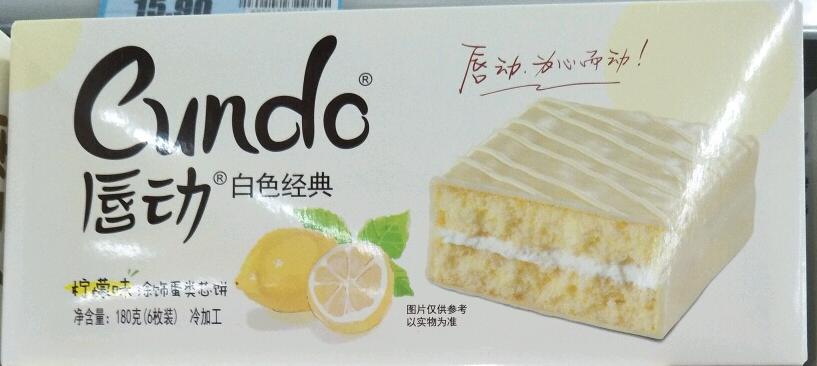 15.90
Cundo®
唇动®白色经典
唇动.为心而动!
柠檬味 涂饰蛋类芯饼
净含量: 180克(6枚装) 冷加工
图片仅供参考
以实物为准